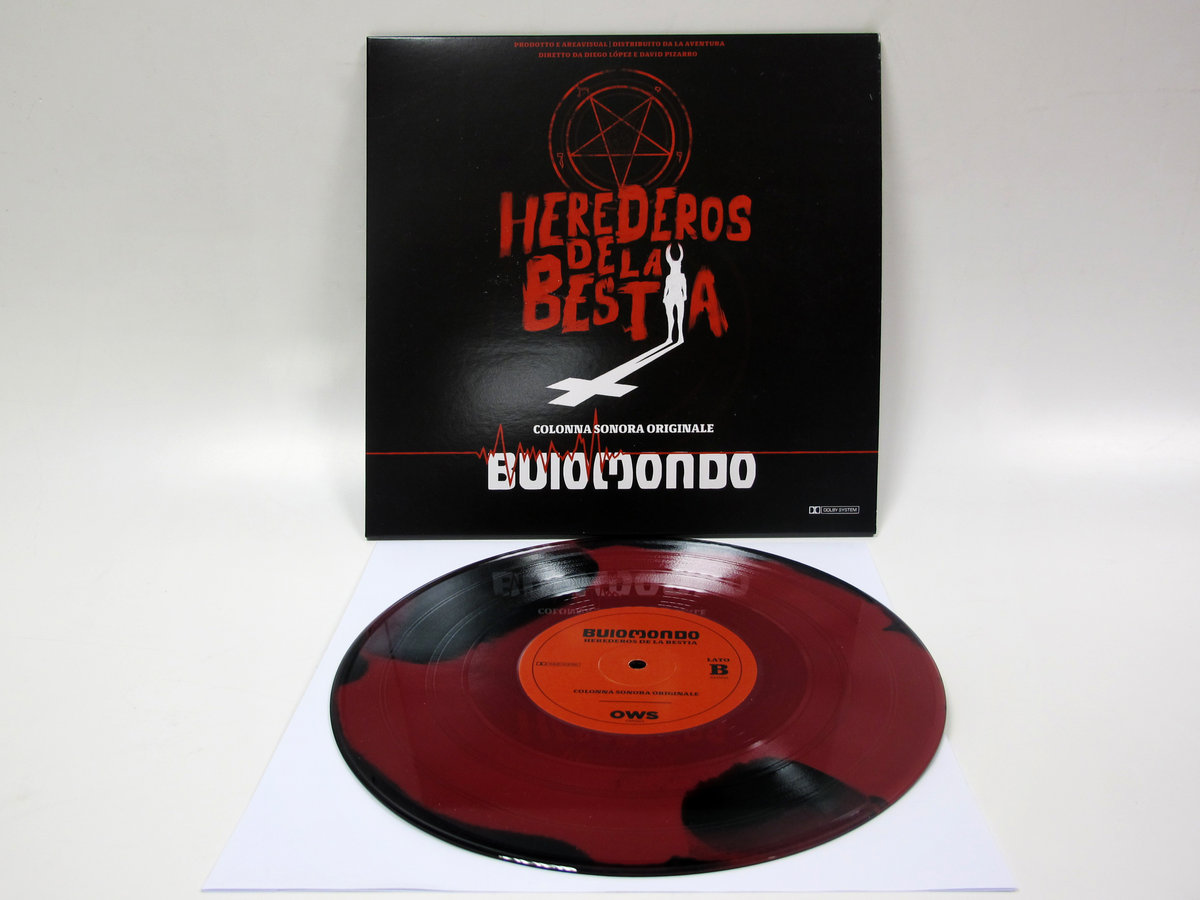 PRODOTTO E AREAVISUAL | DISTRIBUITO DA LA AVENTURA
DIRETTO DA DIEGO LÓPEZ E DAVID PIZARRO
HEREDEROS
DE LA
BESTIA
COLONNA SONORA ORIGINALE
BUIOMONDO
DOLBY SYSTEM
BUIOMONDO
HEREDEROS DE LA BESTIA
LATO
B
COLONNA SONORA ORIGINALE
OWS